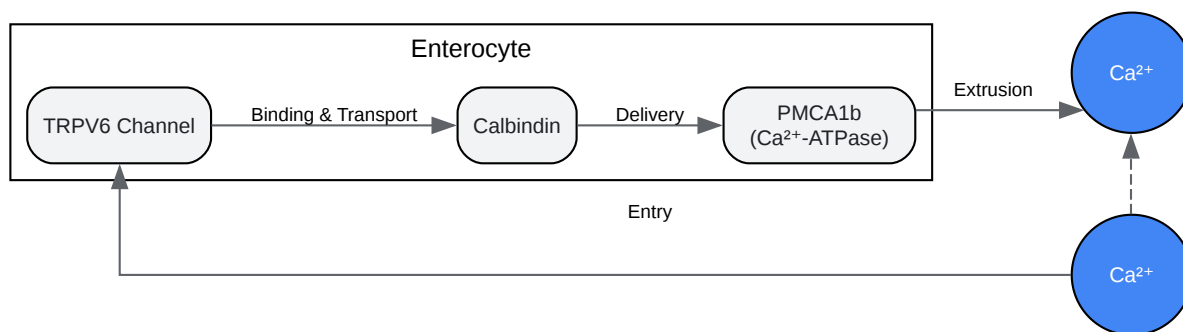 Enterocyte
TRPV6 Channel
Binding & Transport
Calbindin
Delivery
PMCA1b
(Ca²⁺-ATPase)
Extrusion
Ca²⁺
Entry
Ca²⁺